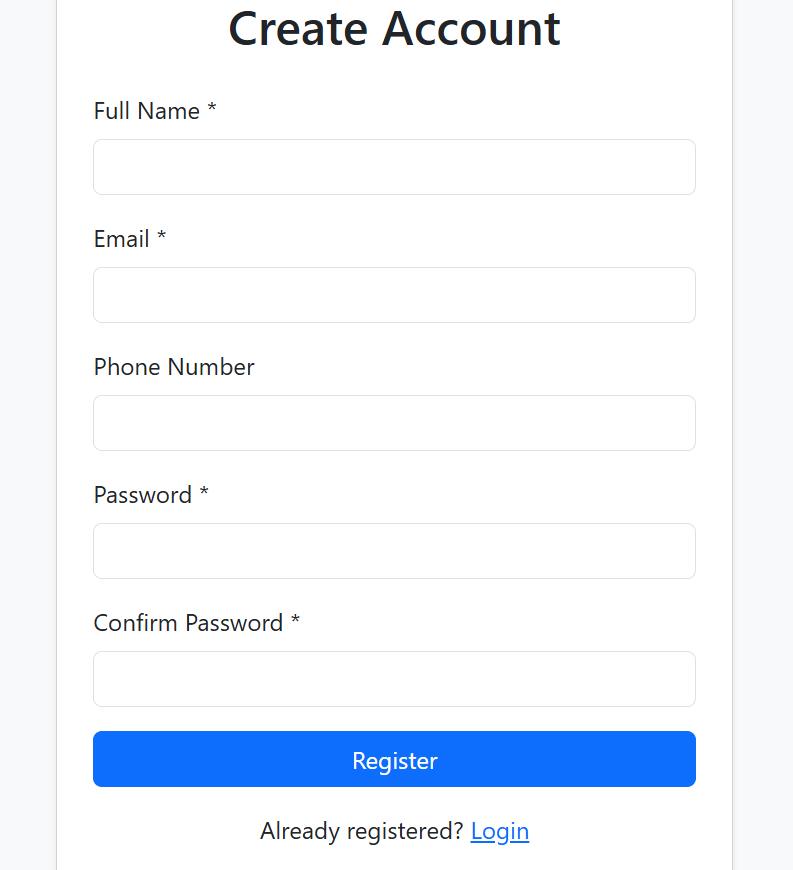 Create Account
Full Name *
Email *
Phone Number
Password *
Confirm Password *
Register
Already registered? Login